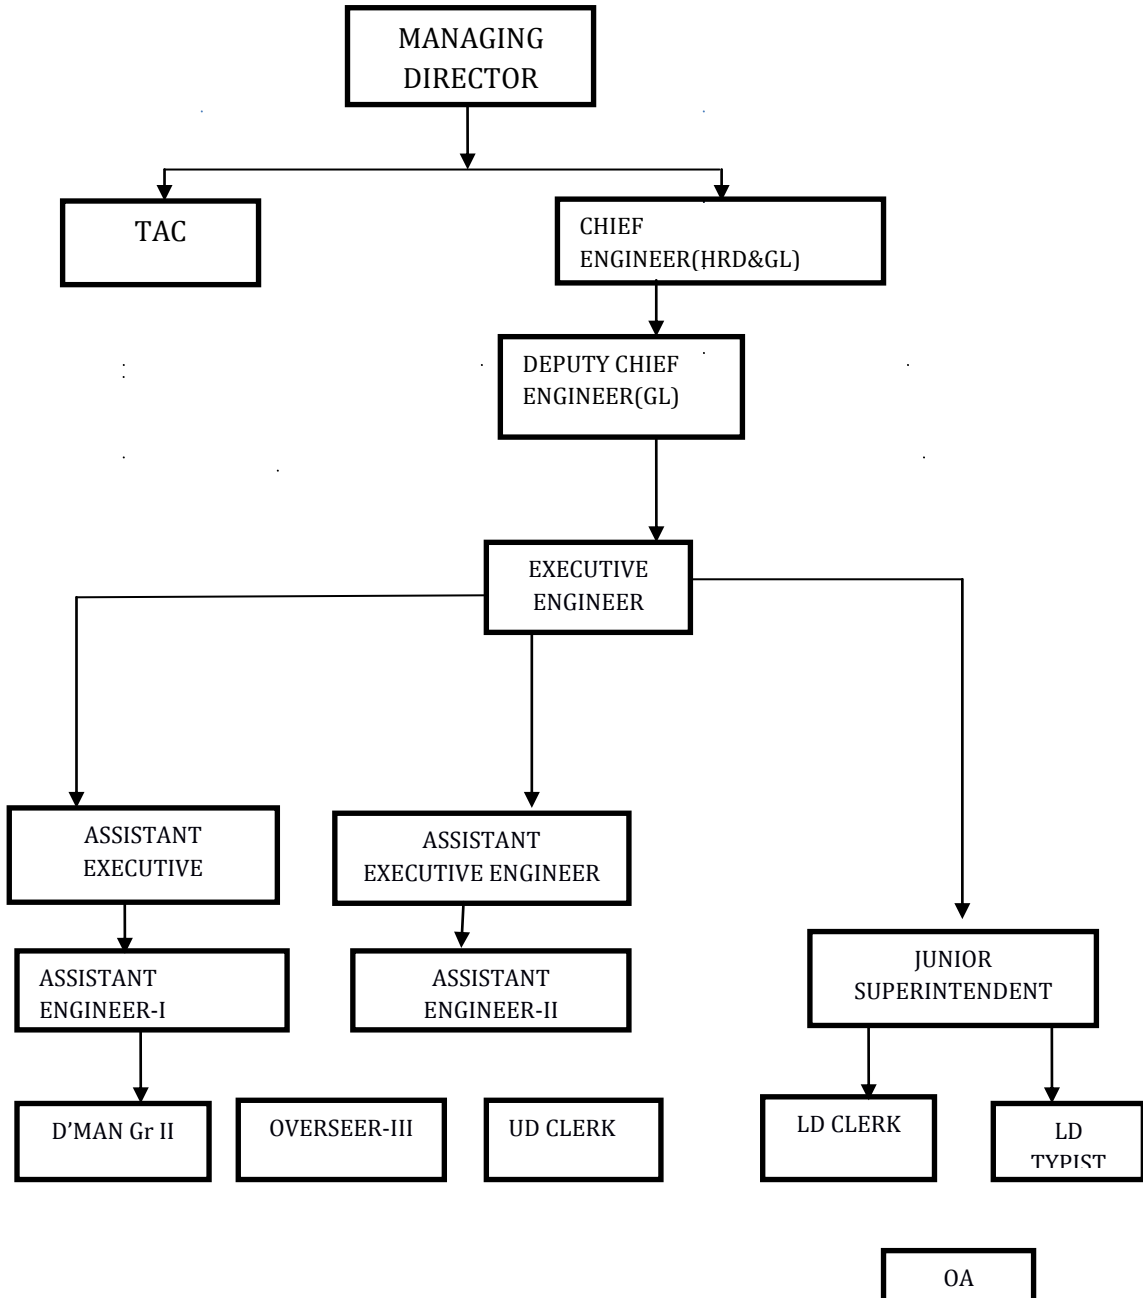 MANAGING
DIRECTOR
TAC
CHIEF
ENGINEER(HRD&GL)
DEPUTY CHIEF
ENGINEER(GL)
EXECUTIVE
ENGINEER
ASSISTANT
EXECUTIVE
ASSISTANT
EXECUTIVE ENGINEER
ASSISTANT
ENGINEER-I
ASSISTANT
ENGINEER-II
JUNIOR
SUPERINTENDENT
D’MAN Gr II
OVERSEER-III
UD CLERK
LD CLERK
LD
TYPIST
OA